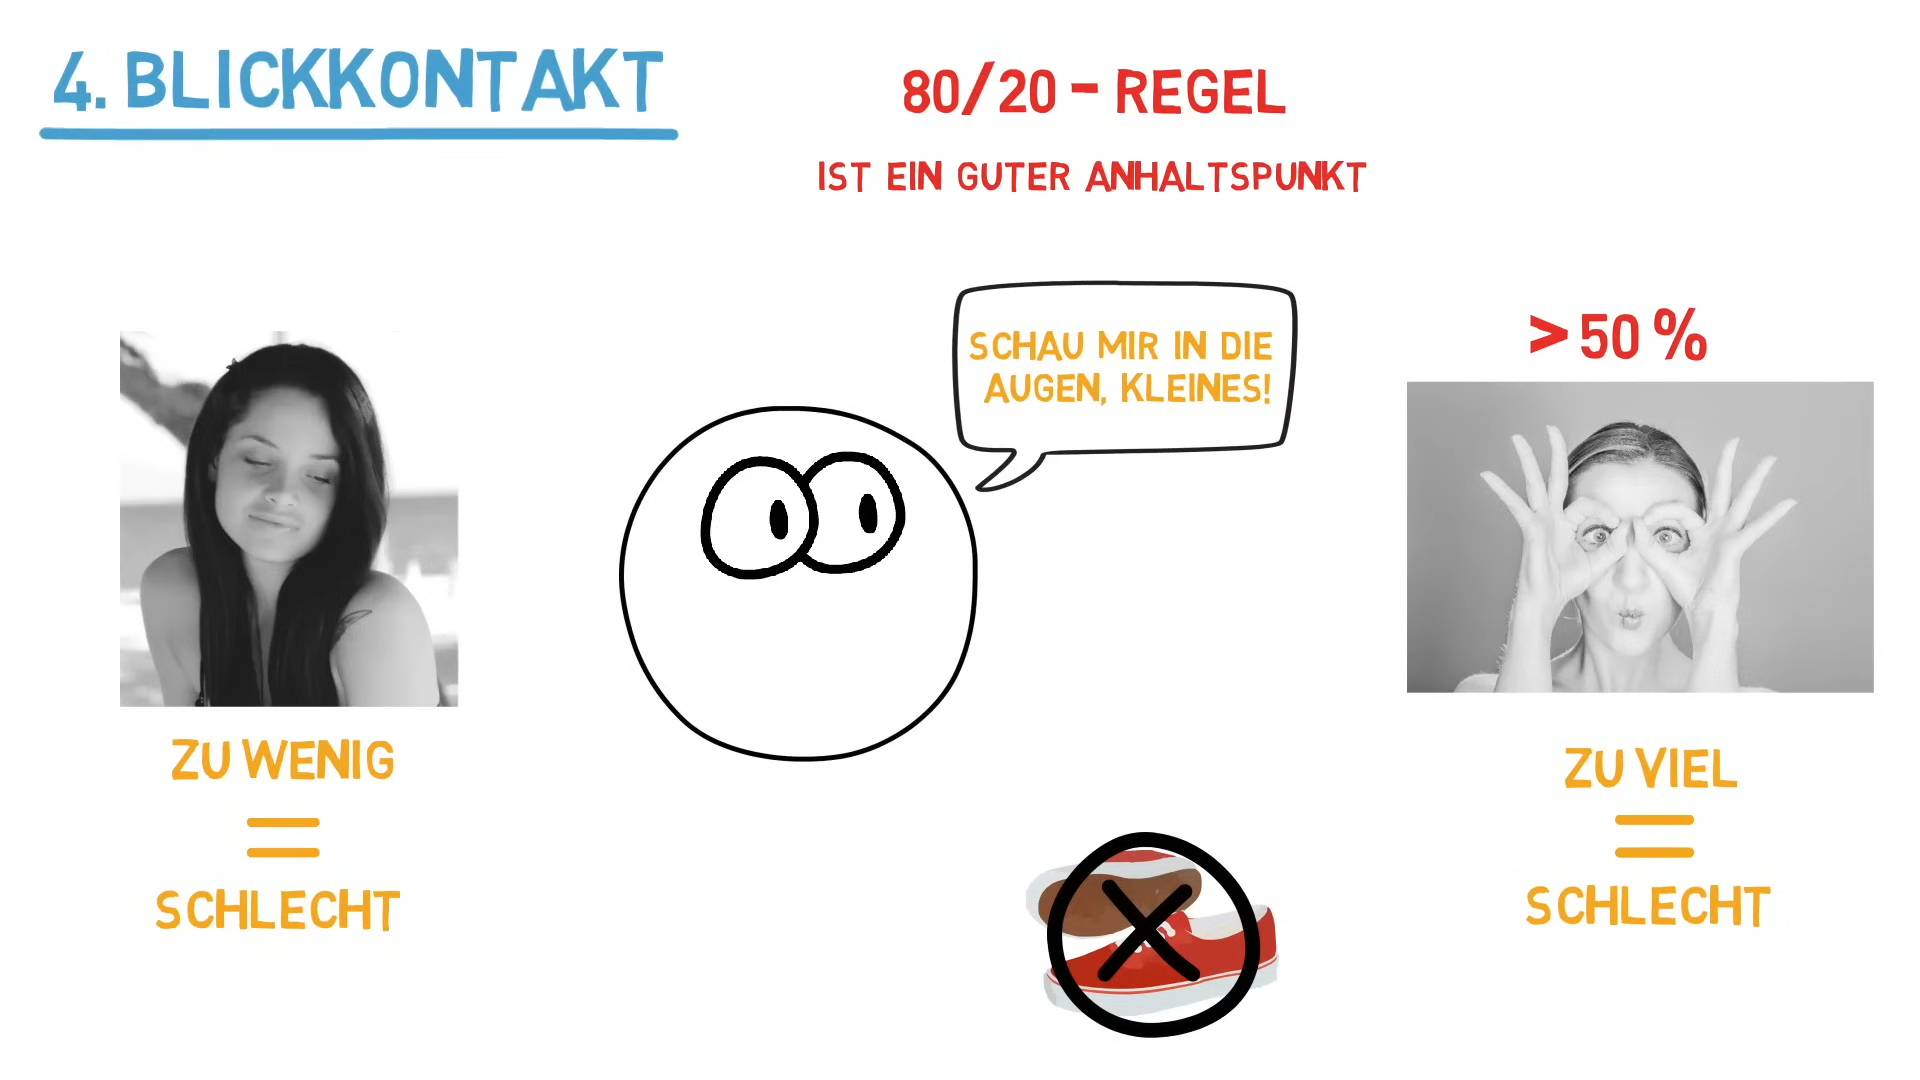 4. BLICKKONTAKT
80/20 - REGEL
IST EIN GUTER ANHALTSPUNKT
SCHAU MIR IN DIE
AUGEN, KLEINES!
> 50 %
ZU WENIG
=
SCHLECHT
ZU VIEL
=
SCHLECHT